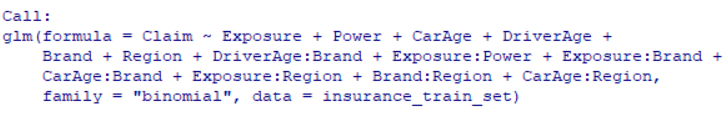 Call:
glm(formula = Claim ~ Exposure + Power + CarAge + DriverAge +
Brand + Region + DriverAge:Brand + Exposure:Power + Exposure:Brand +
CarAge:Brand + Exposure:Region + Brand:Region + CarAge:Region,
family = "binomial", data = insurance_train_set)